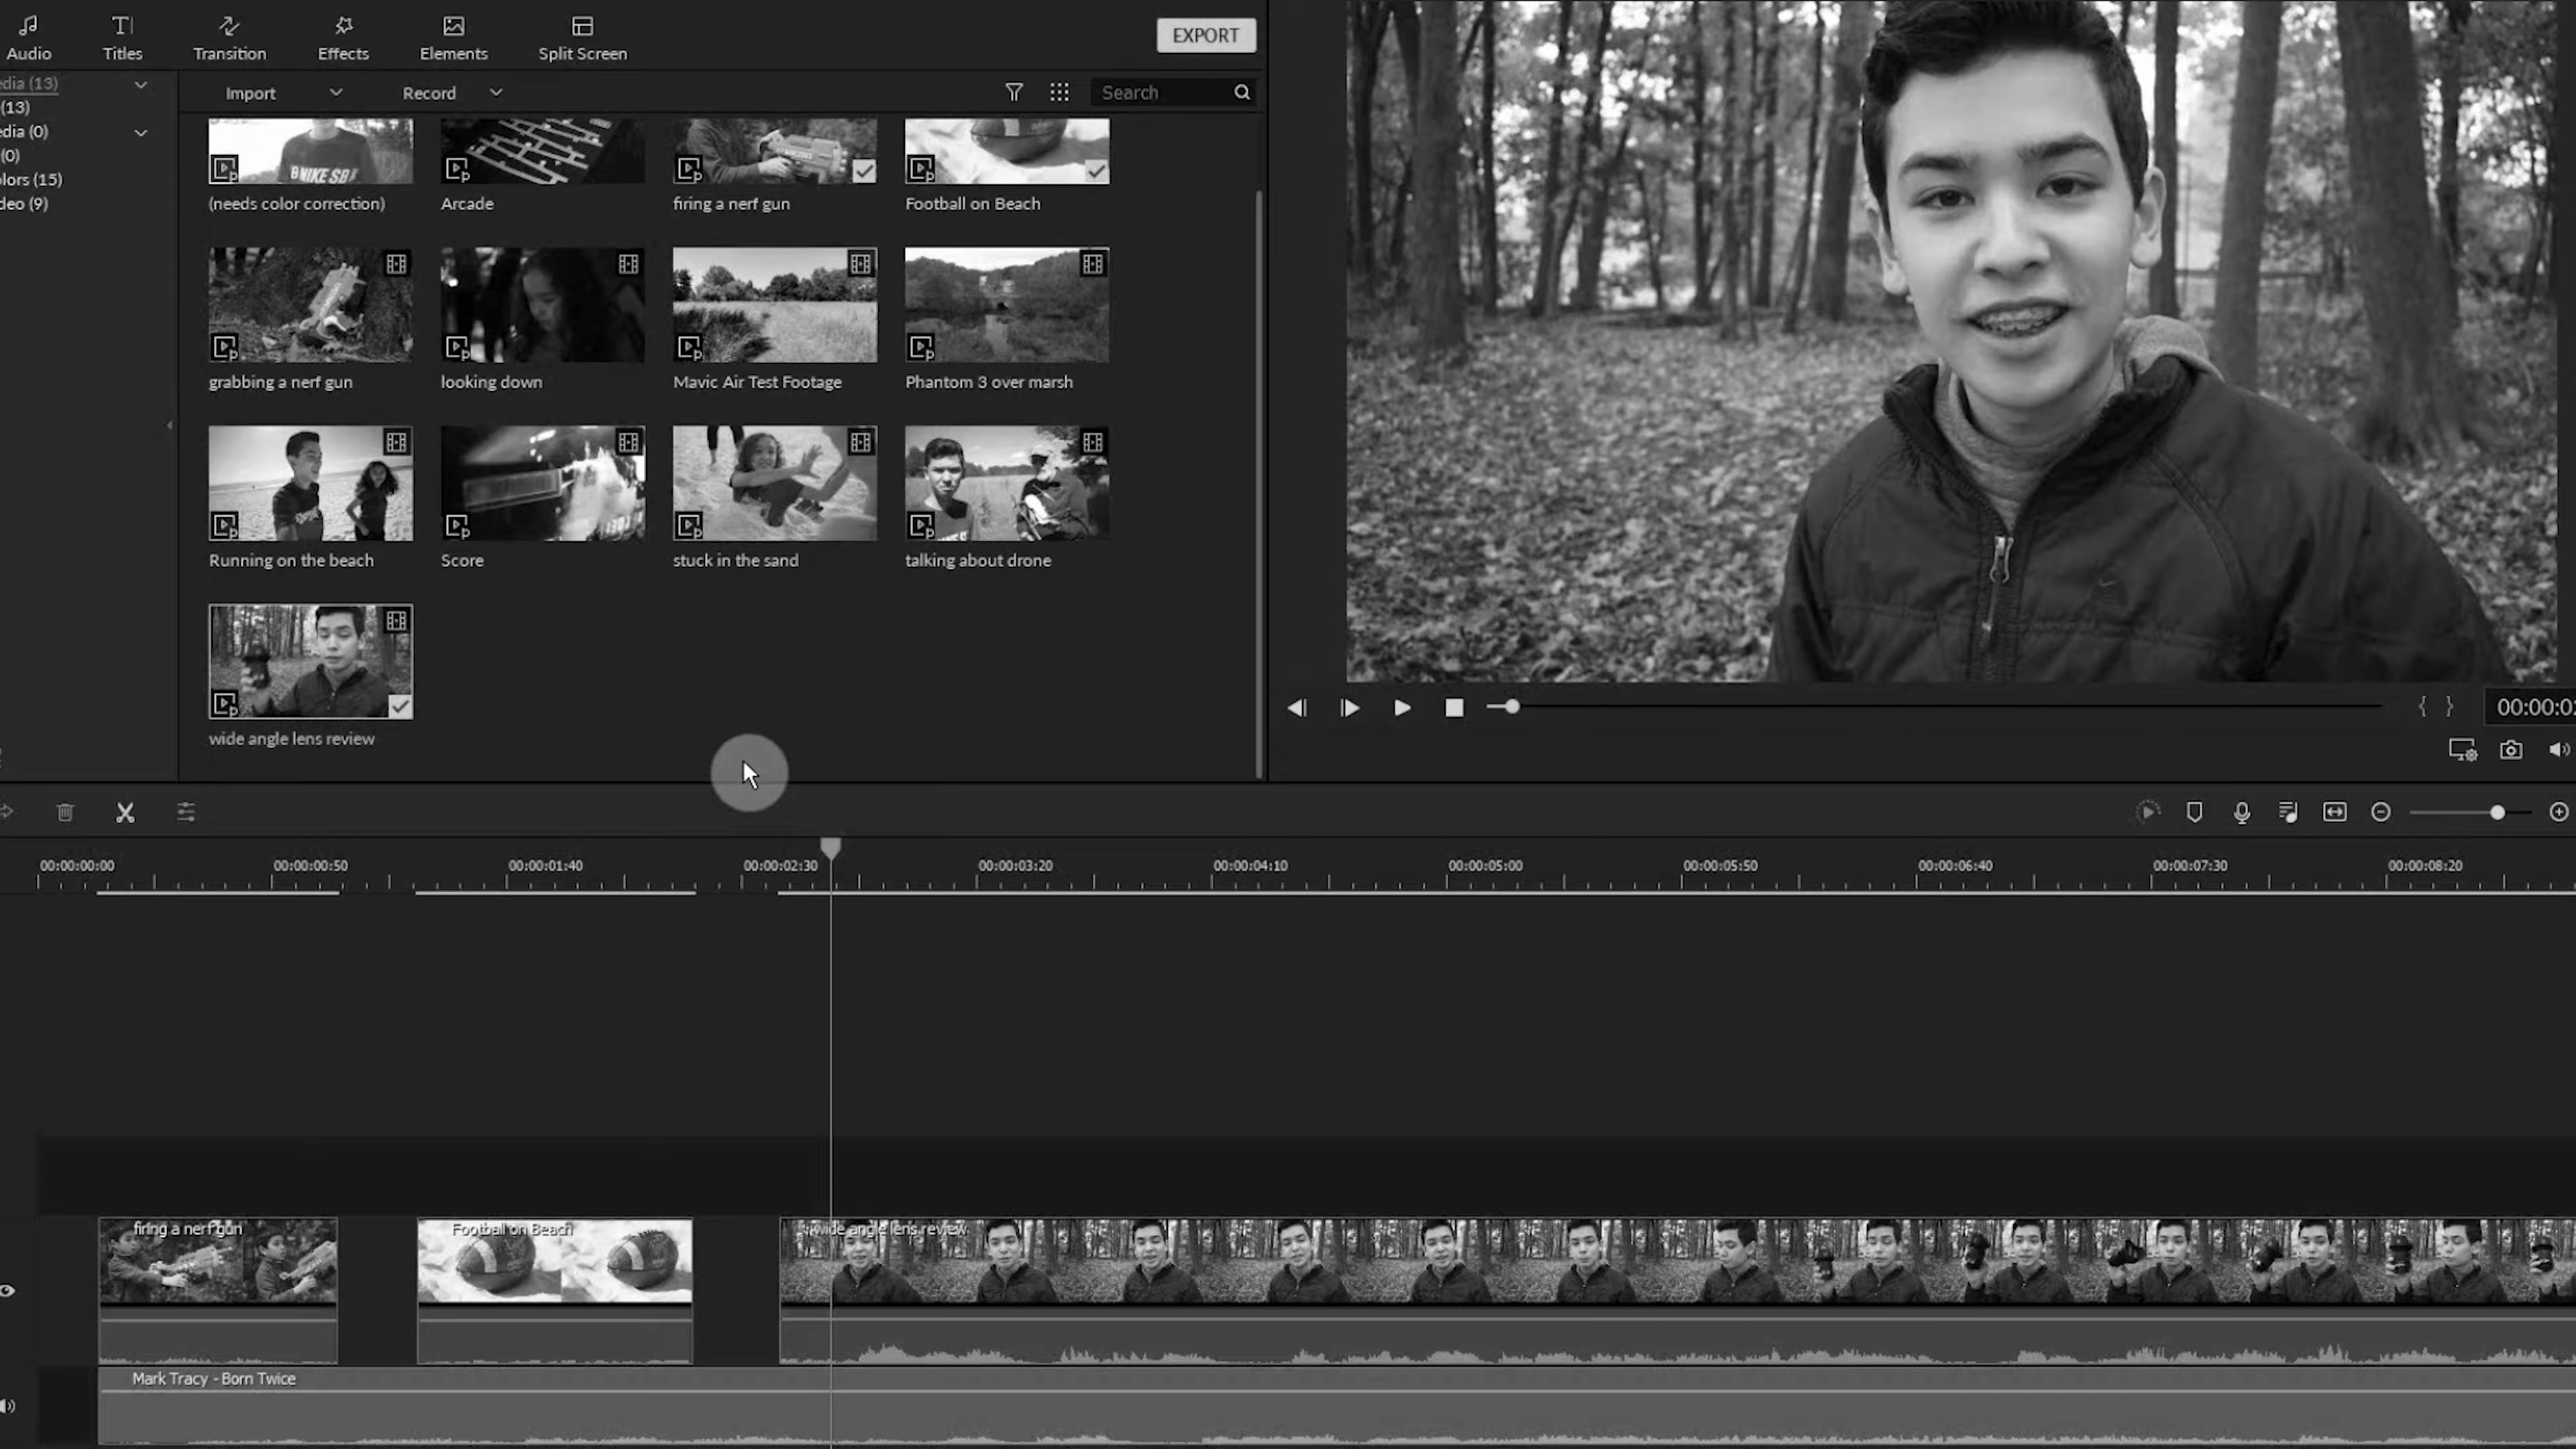 Audio
Titles
Transition
Effects
Elements
Split Screen
EXPORT
edia (13)
(13)
edia (0)
(0)
olors (15)
deo (9)
Import
Record
Search
NIKE SB
(needs color correction)
Arcade
firing a nerf gun
Football on Beach
grabbing a nerf gun
looking down
Mavic Air Test Footage
Phantom 3 over marsh
Running on the beach
Score
stuck in the sand
talking about drone
wide angle lens review
{ }
00:00:02
00:00:00:00
00:00:00:50
00:00:01:40
00:00:02:30
00:00:03:20
00:00:04:10
00:00:05:00
00:00:05:50
00:00:06:40
00:00:07:30
00:00:08:20
firing a nerf gun
Football on Beach
wide angle lens review
Mark Tracy - Born Twice